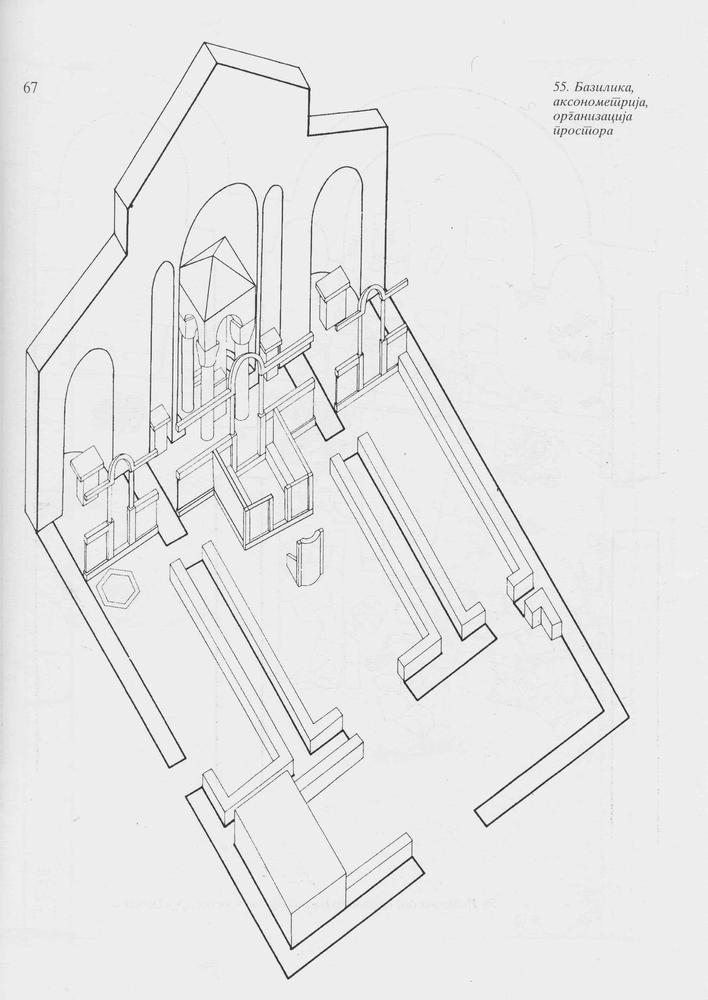 67
55. Базилика,
аксонометрија,
организација
простора